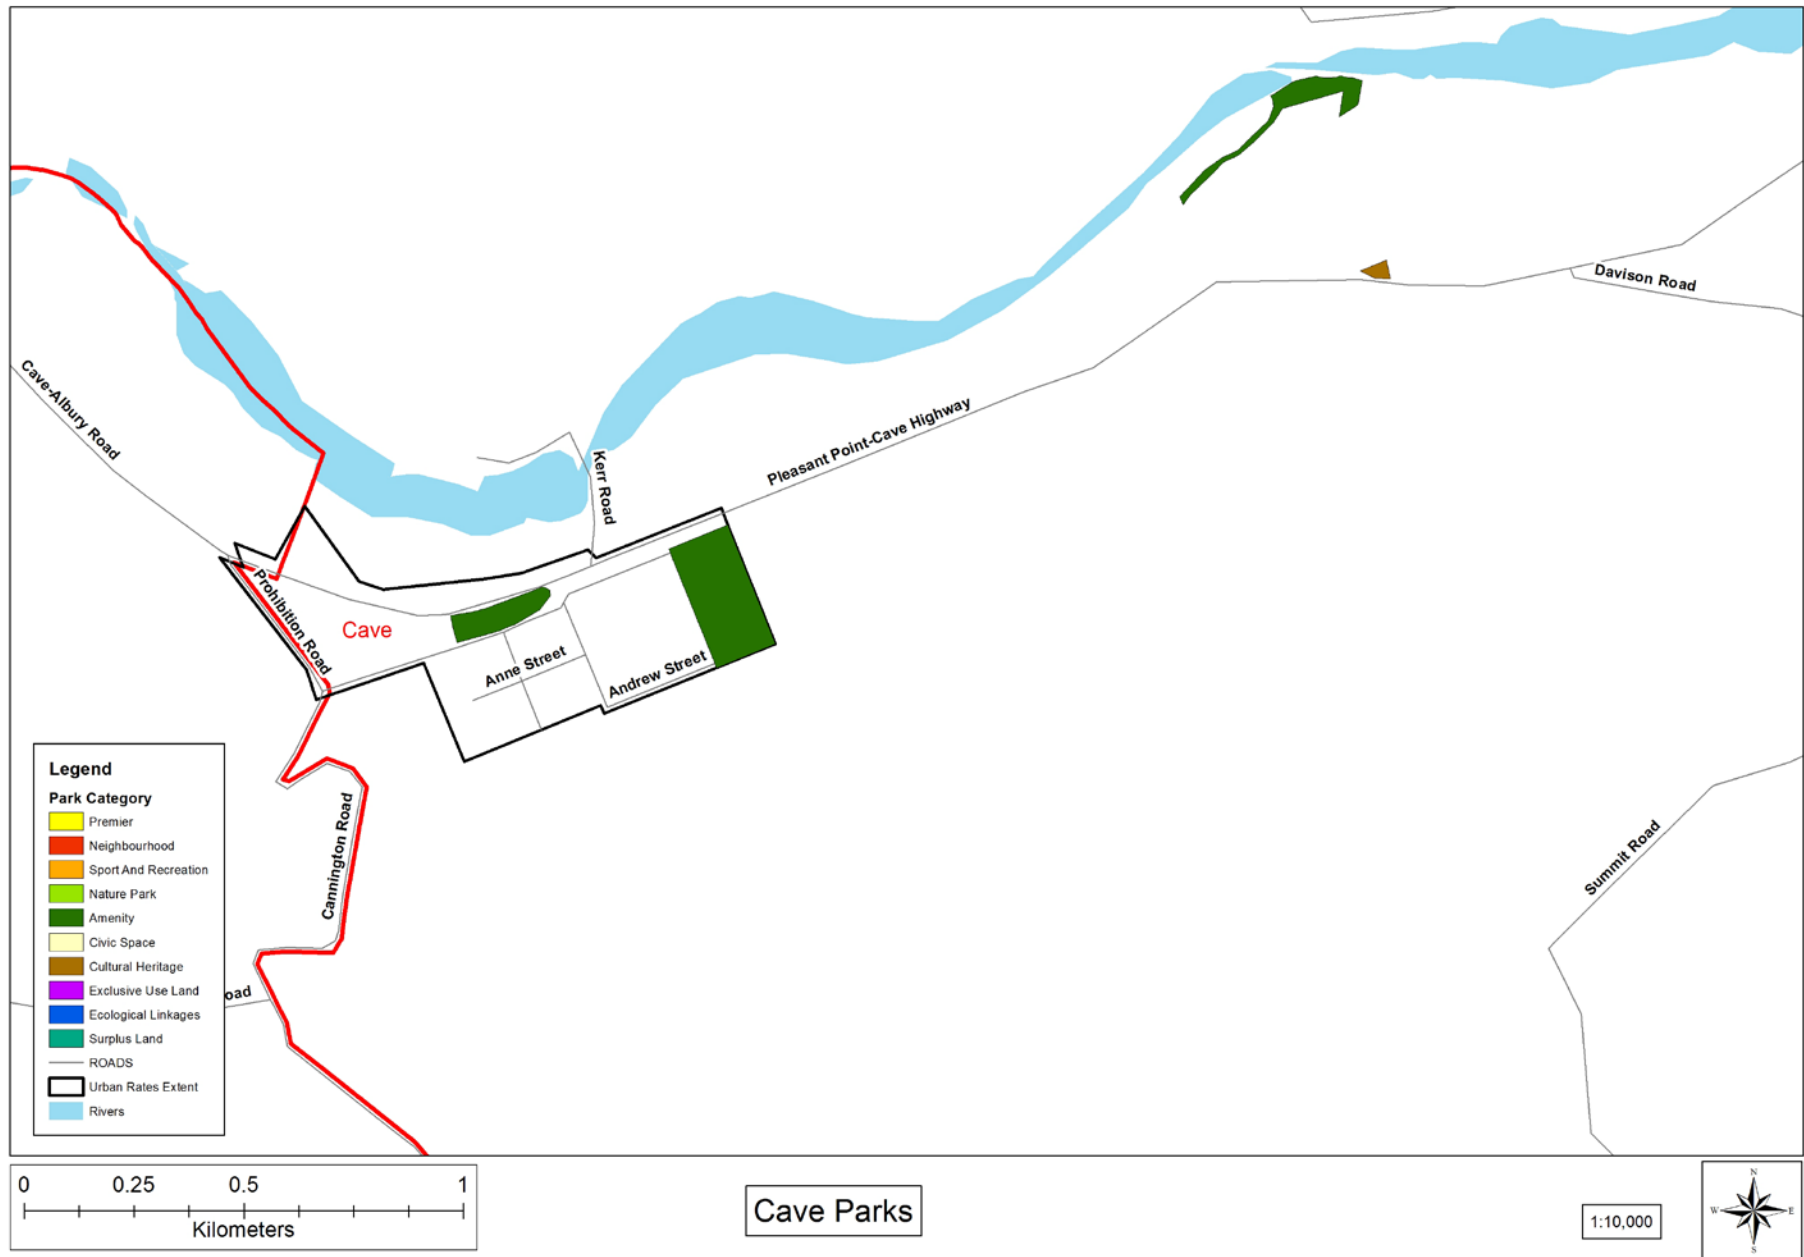 Davison Road
Cave-Albury Road
Pleasant Point-Cave Highway
Kerr Road
Prohibition Road
Cave
Anne Street
Andrew Street
Cannington Road
Summit Road
oad
Legend
Park Category
Premier
Neighbourhood
Sport And Recreation
Nature Park
Amenity
Civic Space
Cultural Heritage
Exclusive Use Land
Ecological Linkages
Surplus Land
ROADS
Urban Rates Extent
Rivers
0 0.25 0.5 1
Kilometers
Cave Parks
1:10,000
N
W E
S